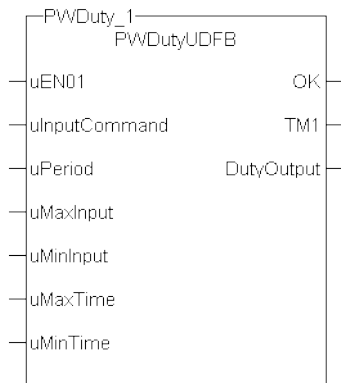 PWDuty_1
PWDutyUDFB
uEN01 OK
uInputCommand TM1
uPeriod DutyOutput
uMaxInput
uMinInput
uMaxTime
uMinTime